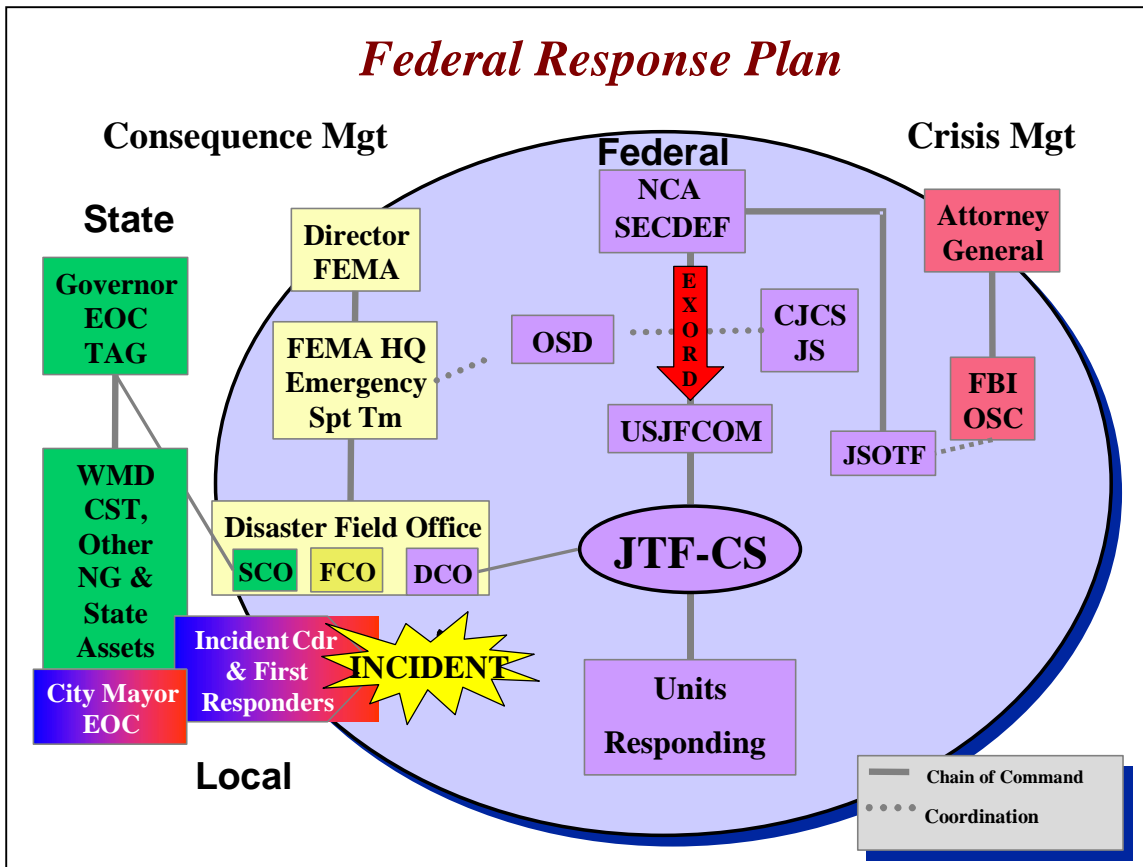 Federal Response Plan
Consequence Mgt
Federal
Crisis Mgt
State
Governor
EOC
TAG
WMD
CST,
Other
NG &
State
Assets
City Mayor
EOC
Local
Incident Cdr
& First
Responders
INCIDENT
Director
FEMA
FEMA HQ
Emergency
Spt Tm
Disaster Field Office
SCO
FCO
DCO
NCA
SECDEF
E
X
O
R
D
OSD
CJCS
JS
USJFCOM
JTF-CS
Units
Responding
JSOTF
Attorney
General
FBI
OSC
Chain of Command
Coordination